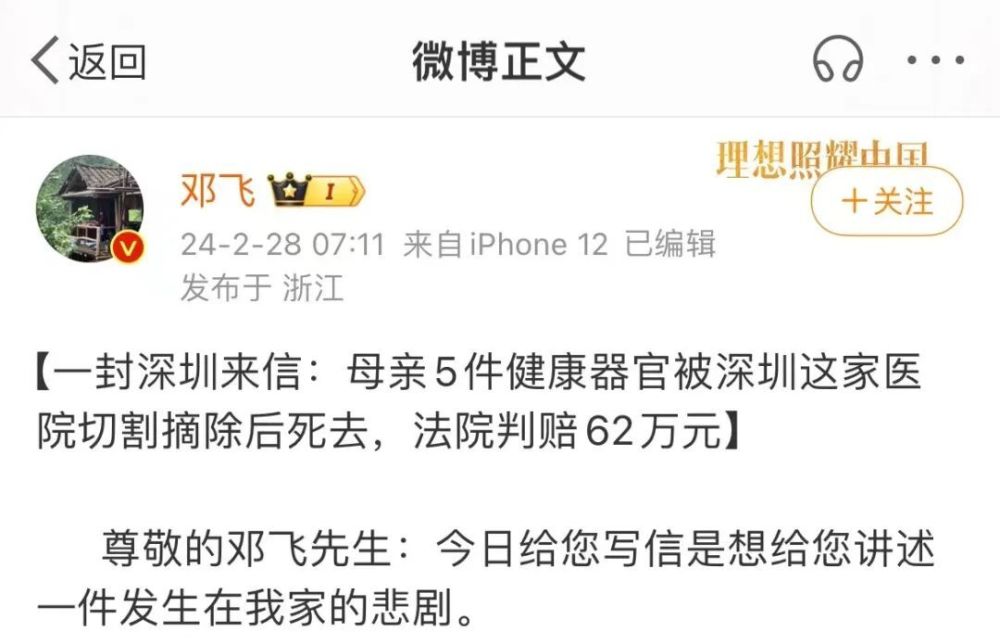 返回
微博正文
理想照耀中国
邓飞 I
+关注
24-2-28 07:11 来自iPhone 12 已编辑
发布于 浙江
【一封深圳来信：母亲5件健康器官被深圳这家医
院切割摘除后死去，法院判赔62万元】
尊敬的邓飞先生：今日给您写信是想给您讲述
一件发生在我家的悲剧。